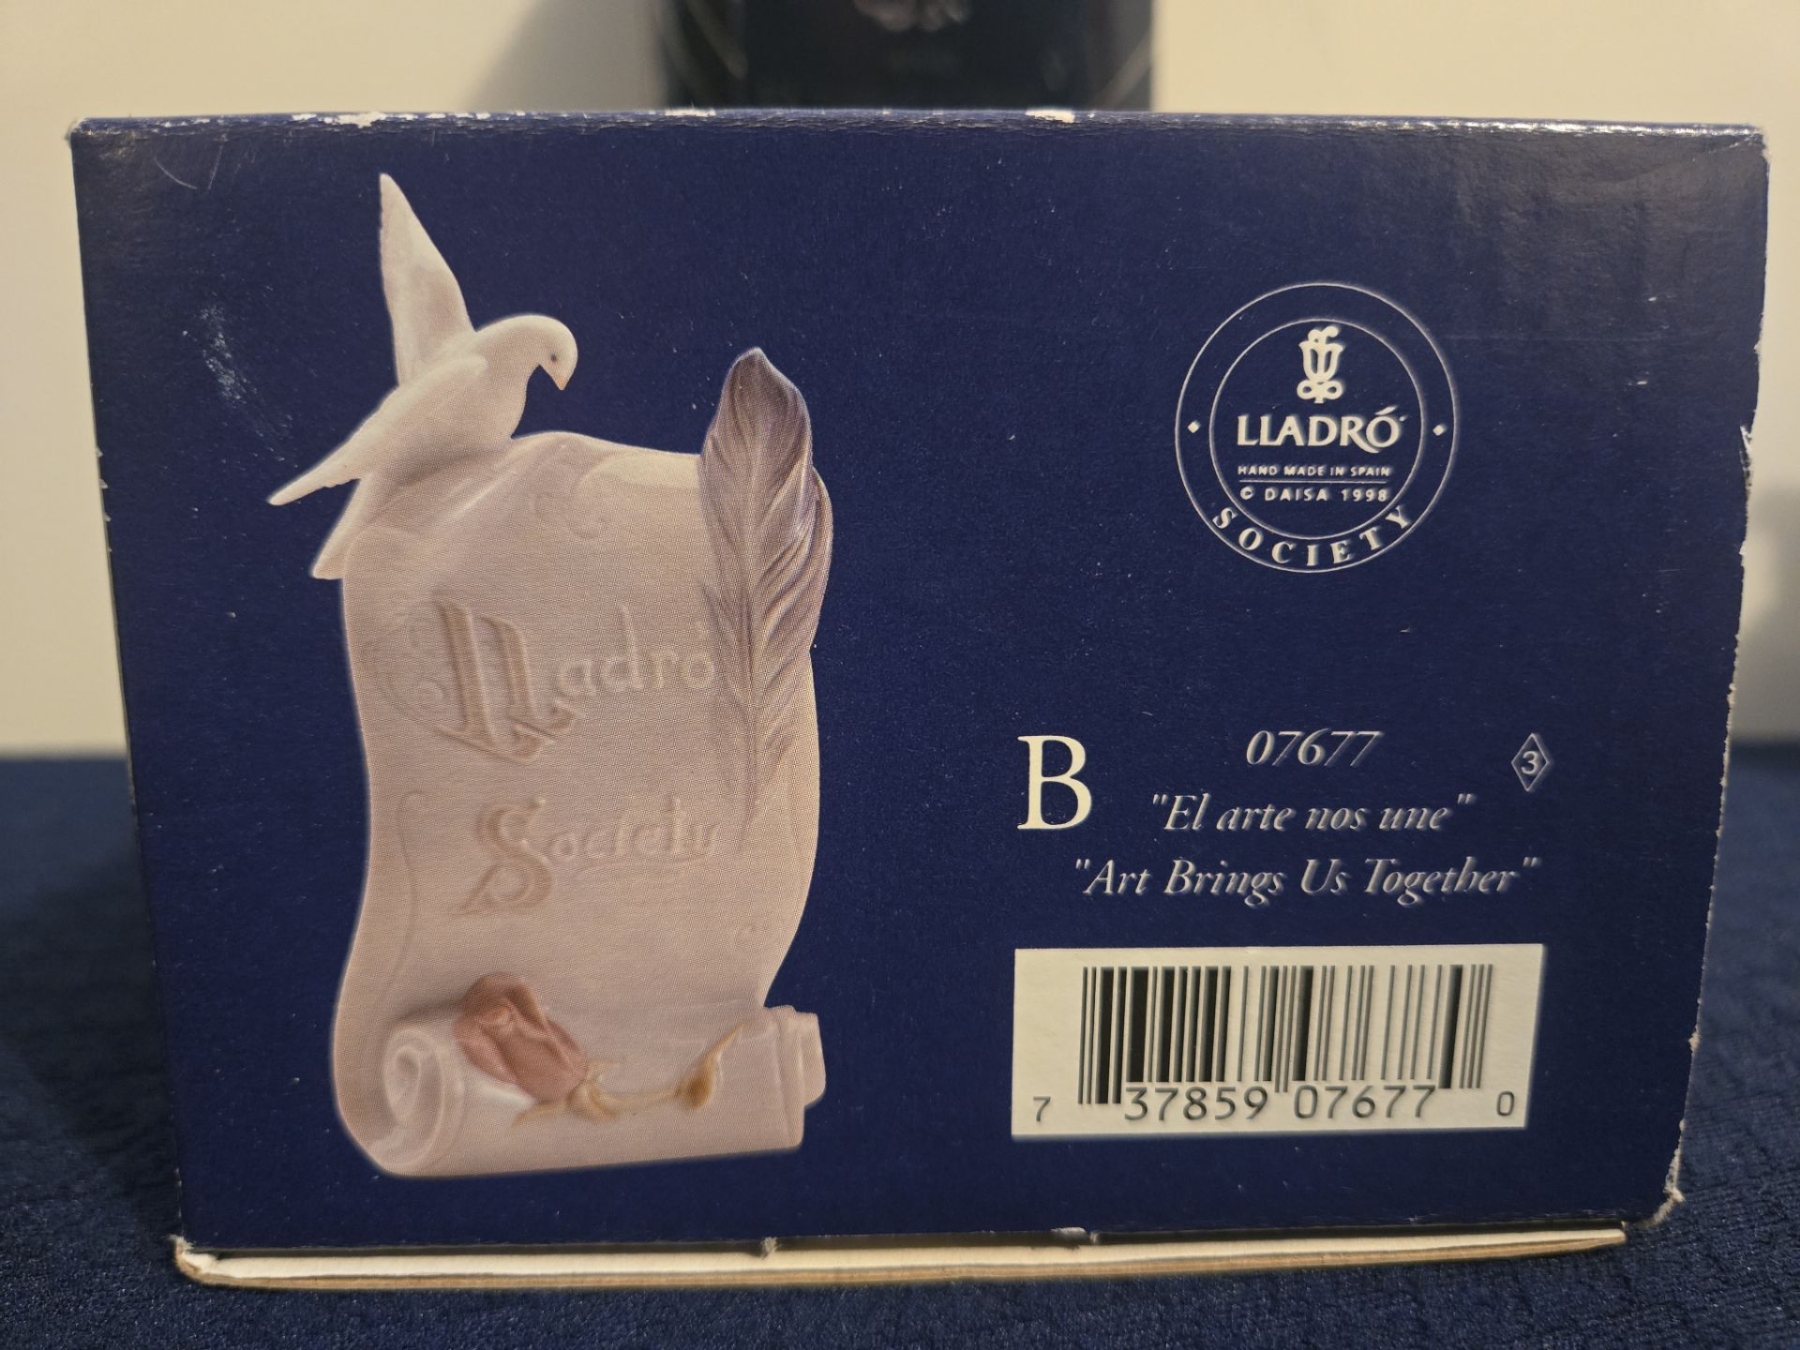 Lladró
Society
LLADRÓ
HAND MADE IN SPAIN
© DAISA 1998
SOCIETY
B
07677
3
"El arte nos une"
"Art Brings Us Together"
7 37859 07677 0